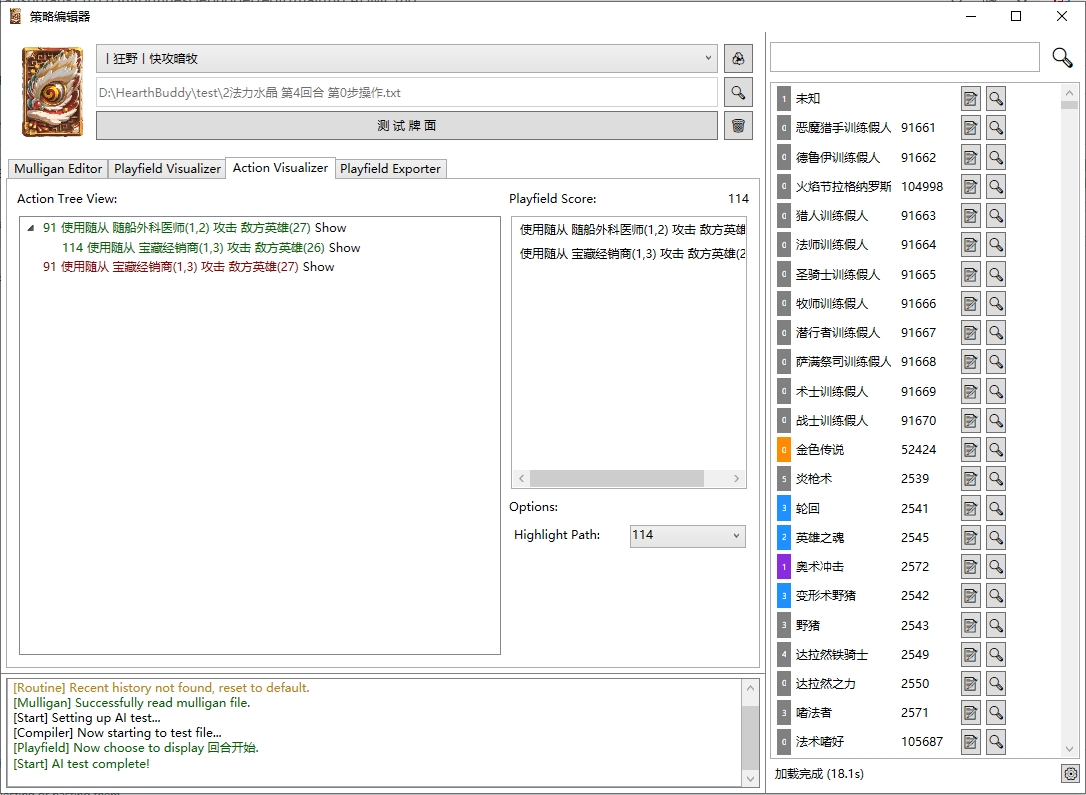 策略编辑器
丨狂野丨快攻暗牧
D:\HearthBuddy\test\2法力水晶 第4回合 第0步操作.txt
测 试 牌 面
Mulligan Editor
Playfield Visualizer
Action Visualizer
Playfield Exporter
Action Tree View:
91 使用随从 随船外科医师(1,2) 攻击 敌方英雄(27) Show
114 使用随从 宝藏经销商(1,3) 攻击 敌方英雄(26) Show
91 使用随从 宝藏经销商(1,3) 攻击 敌方英雄(27) Show
Playfield Score: 114
使用随从 随船外科医师(1,2) 攻击 敌方英雄
使用随从 宝藏经销商(1,3) 攻击 敌方英雄(2
Options:
Highlight Path: 114
[Routine] Recent history not found, reset to default.
[Mulligan] Successfully read mulligan file.
[Start] Setting up AI test...
[Compiler] Now starting to test file...
[Playfield] Now choose to display 回合开始.
[Start] AI test complete!
1 未知
0 恶魔猎手训练假人 91661
0 德鲁伊训练假人 91662
0 火焰节拉格纳罗斯 104998
0 猎人训练假人 91663
0 法师训练假人 91664
0 圣骑士训练假人 91665
0 牧师训练假人 91666
0 潜行者训练假人 91667
0 萨满祭司训练假人 91668
0 术士训练假人 91669
0 战士训练假人 91670
0 金色传说 52424
5 炎枪术 2539
3 轮回 2541
2 英雄之魂 2545
1 奥术冲击 2572
3 变形术野猪 2542
3 野猪 2543
4 达拉然铁骑士 2549
0 达拉然之力 2550
3 嗜法者 2571
0 法术嗜好 105687
加载完成 (18.1s)